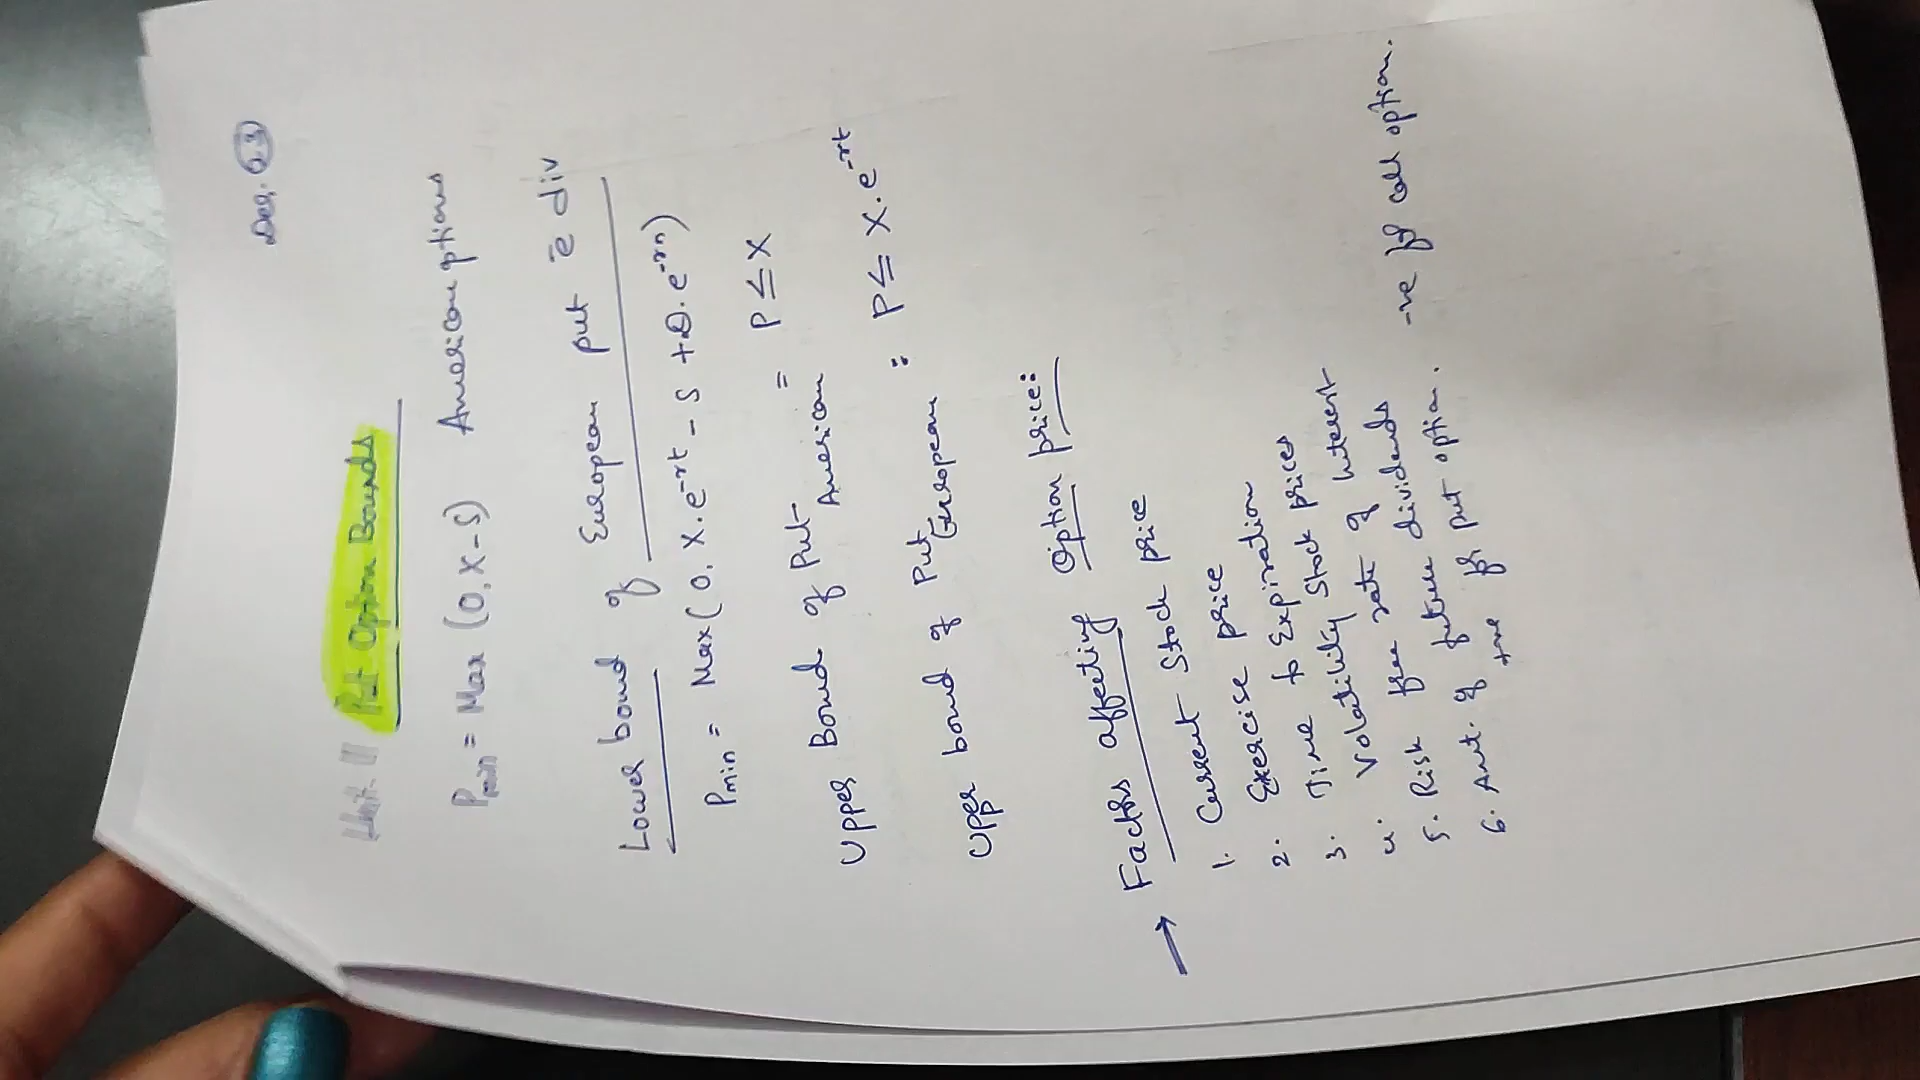 Der. 23
Unit II Put Option Bounds
Pmin = Max (0, X-S) American options
Lower bound of European put c̄ div
Pmin = Max (0, X.e^-rt - S + D.e^-rn)
Upper Bound of Put American = P ≤ X
Upper bound of Put European : P ≤ X.e^-rt
→ Factors affecting Option price:
1. Current Stock price
2. Exercise price
3. Time to Expiration
4. Volatility Stock prices
5. Risk free rate of Interest
6. Amt. of future dividends
+ve for put option. -ve for call option.